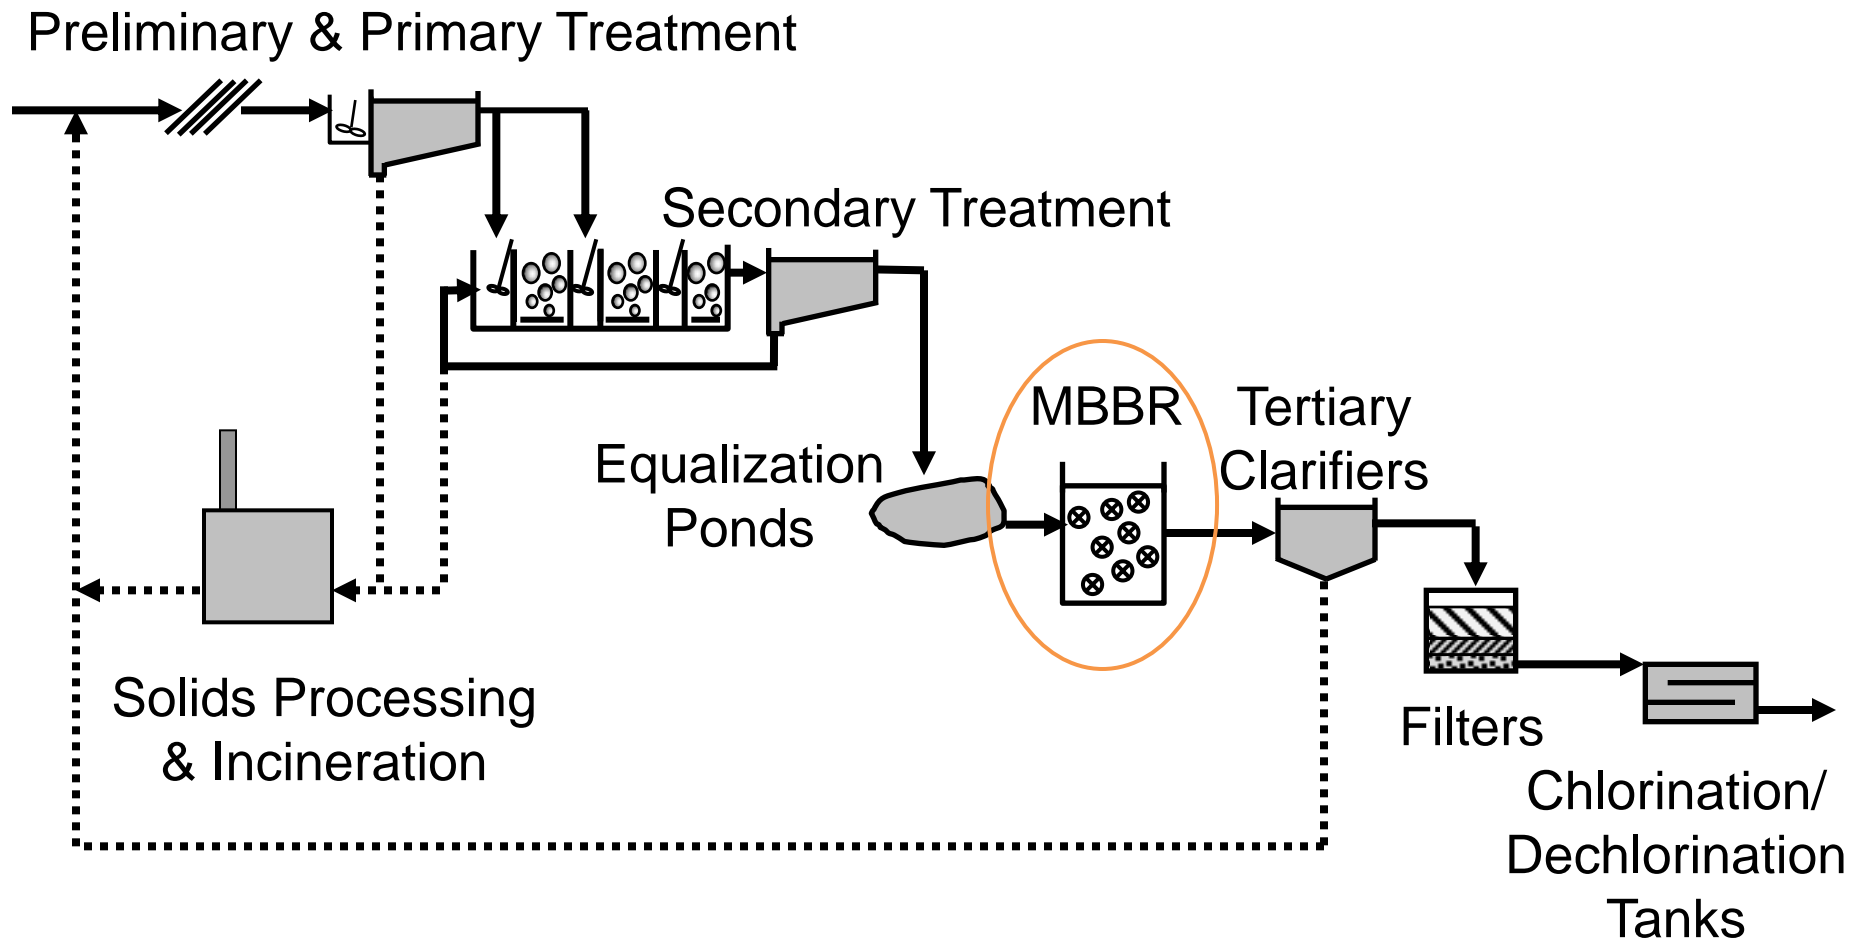 Preliminary & Primary Treatment
Secondary Treatment
MBBR
Tertiary
Clarifiers
Equalization
Ponds
Solids Processing
& Incineration
Filters
Chlorination/
Dechlorination
Tanks